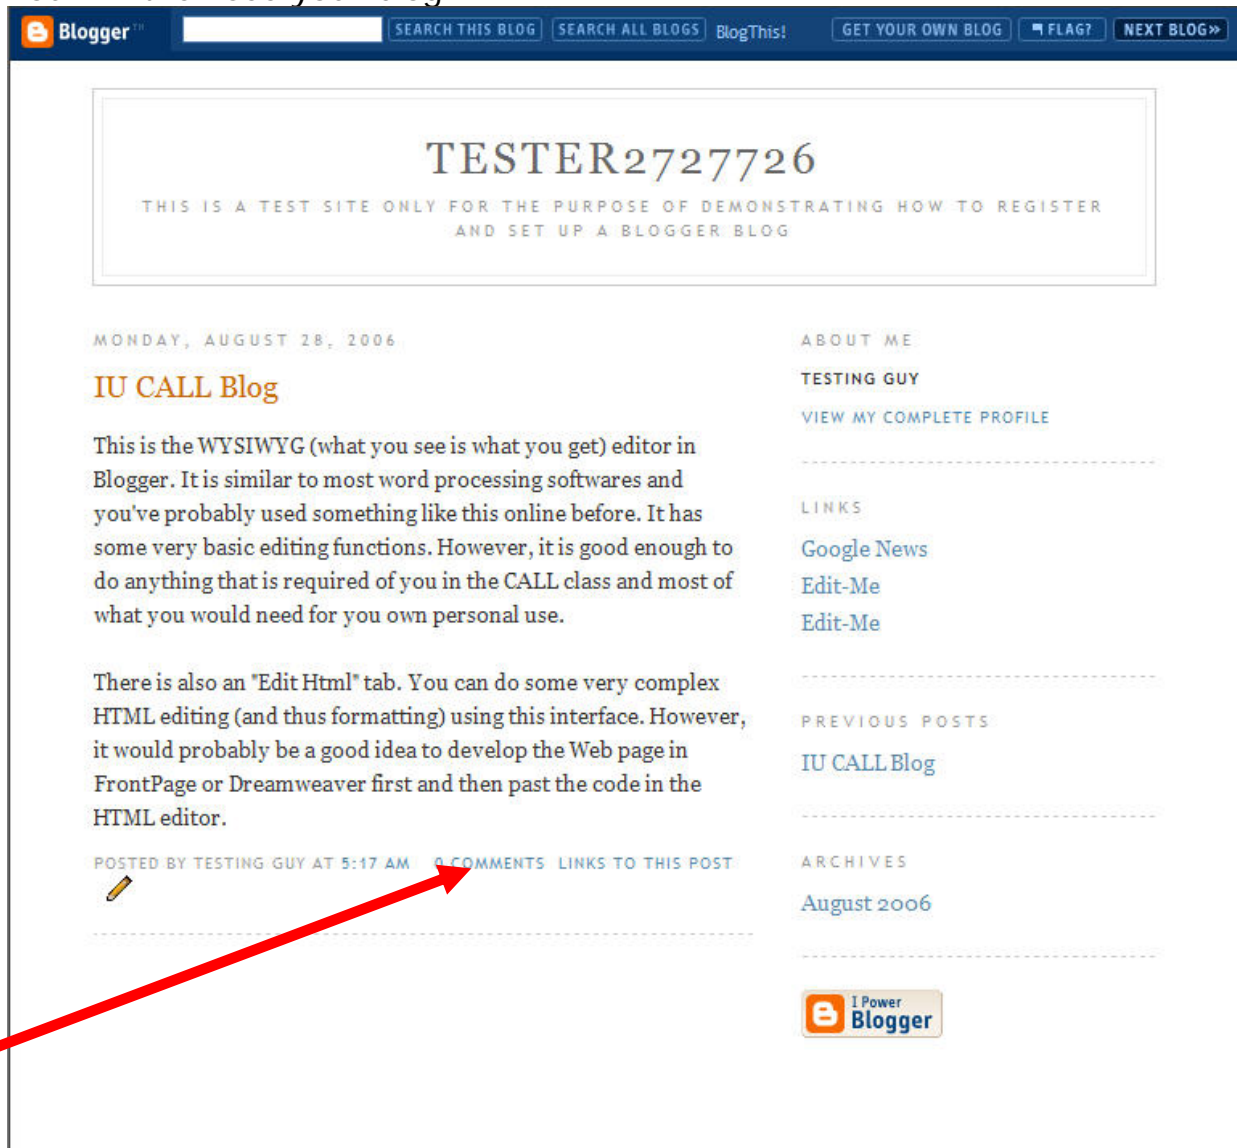 Blogger™ SEARCH THIS BLOG SEARCH ALL BLOGS BlogThis! GET YOUR OWN BLOG FLAG? NEXT BLOG»
TESTER2727726
THIS IS A TEST SITE ONLY FOR THE PURPOSE OF DEMONSTRATING HOW TO REGISTER
AND SET UP A BLOGGER BLOG
MONDAY, AUGUST 28, 2006
IU CALL Blog
This is the WYSIWYG (what you see is what you get) editor in
Blogger. It is similar to most word processing softwares and
you've probably used something like this online before. It has
some very basic editing functions. However, it is good enough to
do anything that is required of you in the CALL class and most of
what you would need for you own personal use.
There is also an "Edit Html" tab. You can do some very complex
HTML editing (and thus formatting) using this interface. However,
it would probably be a good idea to develop the Web page in
FrontPage or Dreamweaver first and then past the code in the
HTML editor.
POSTED BY TESTING GUY AT 5:17 AM 0 COMMENTS LINKS TO THIS POST
ABOUT ME
TESTING GUY
VIEW MY COMPLETE PROFILE
LINKS
Google News
Edit-Me
Edit-Me
PREVIOUS POSTS
IU CALL Blog
ARCHIVES
August 2006
I Power
Blogger